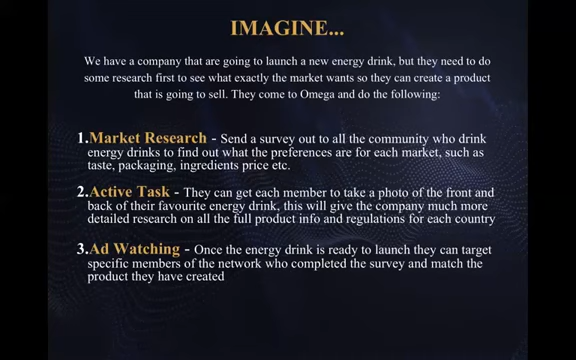 IMAGINE...
We have a company that are going to launch a new energy drink, but they need to do
some research first to see what exactly the market wants so they can create a product
that is going to sell. They come to Omega and do the following:
1.Market Research - Send a survey out to all the community who drink
energy drinks to find out what the preferences are for each market, such as
taste, packaging, ingredients price etc.
2.Active Task - They can get each member to take a photo of the front and
back of their favourite energy drink, this will give the company much more
detailed research on all the full product info and regulations for each country
3.Ad Watching - Once the energy drink is ready to launch they can target
specific members of the network who completed the survey and match the
product they have created